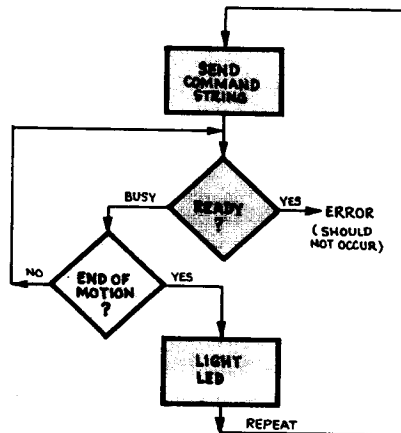 SEND
COMMAND
STRING
BUSY
READY
?
YES
ERROR
(SHOULD
NOT OCCUR)
NO
END OF
MOTION
?
YES
LIGHT
LED
REPEAT